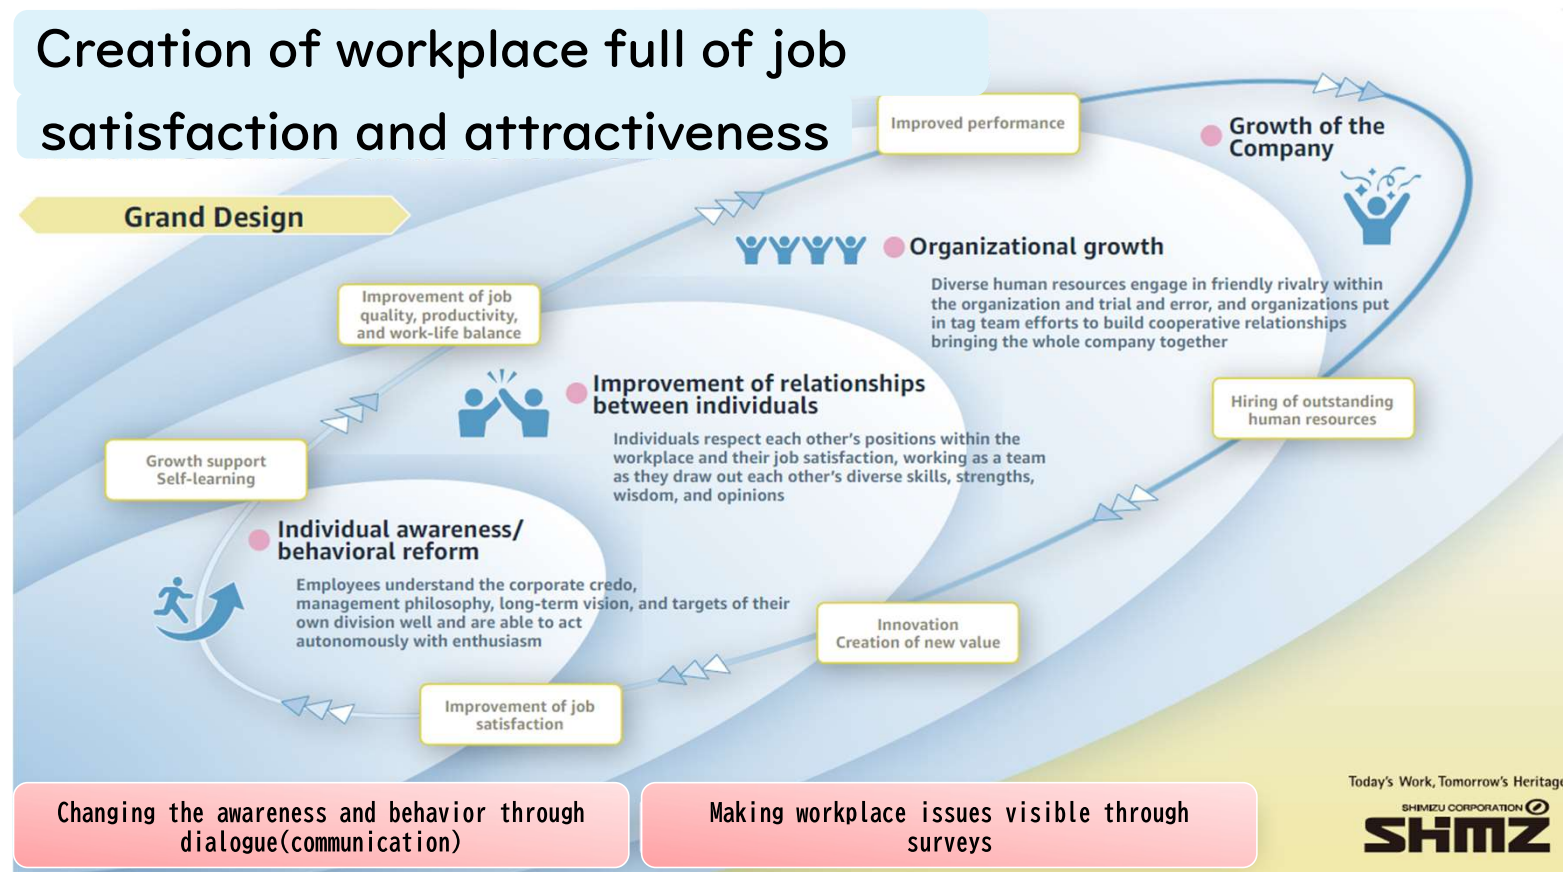 Creation of workplace full of job
satisfaction and attractiveness
Grand Design
Improved performance
Growth of the
Company
Organizational growth
Diverse human resources engage in friendly rivalry within
the organization and trial and error, and organizations put
in tag team efforts to build cooperative relationships
bringing the whole company together
Improvement of job
quality, productivity,
and work-life balance
Improvement of relationships
between individuals
Individuals respect each other's positions within the
workplace and their job satisfaction, working as a team
as they draw out each other's diverse skills, strengths,
wisdom, and opinions
Hiring of outstanding
human resources
Growth support
Self-learning
Individual awareness/
behavioral reform
Employees understand the corporate credo,
management philosophy, long-term vision, and targets of their
own division well and are able to act
autonomously with enthusiasm
Innovation
Creation of new value
Improvement of job
satisfaction
Changing the awareness and behavior through
dialogue(communication)
Making workplace issues visible through
surveys
Today's Work, Tomorrow's Heritage
SHIMIZU CORPORATION
SHMZ